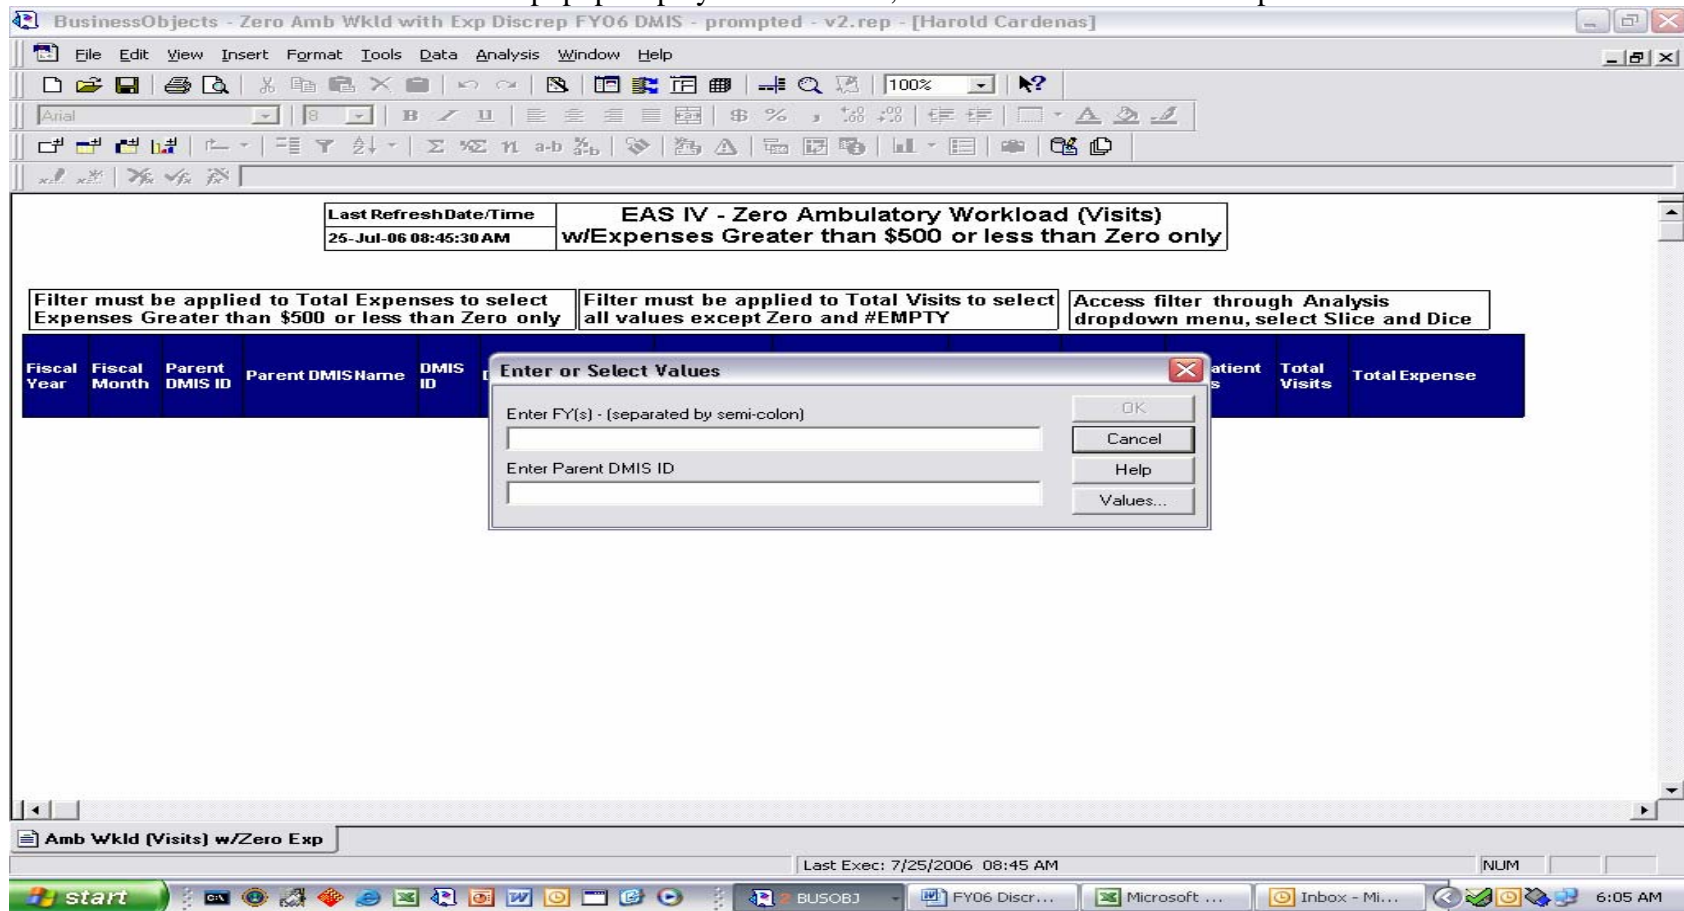 BusinessObjects - Zero Amb Wkld with Exp Discrep FY06 DMIS - prompted - v2.rep - [Harold Cardenas]
File Edit View Insert Format Tools Data Analysis Window Help
100%
Arial 8 B U
Last Refresh Date/Time
25-Jul-06 08:45:30 AM
EAS IV - Zero Ambulatory Workload (Visits)
w/Expenses Greater than $500 or less than Zero only
Filter must be applied to Total Expenses to select
Expenses Greater than $500 or less than Zero only
Filter must be applied to Total Visits to select
all values except Zero and #EMPTY
Access filter through Analysis
dropdown menu, select Slice and Dice
Fiscal Year
Fiscal Month
Parent DMIS ID
Parent DMIS Name
DMIS ID
Total Visits
Total Expense
Enter or Select Values
Enter FY(s) - (separated by semi-colon)
OK
Cancel
Enter Parent DMIS ID
Help
Values...
Amb Wkld (Visits) w/Zero Exp
Last Exec: 7/25/2006 08:45 AM
NUM
start
2 BUSOBJ
FY06 Discr...
Microsoft ...
Inbox - Mi...
6:05 AM